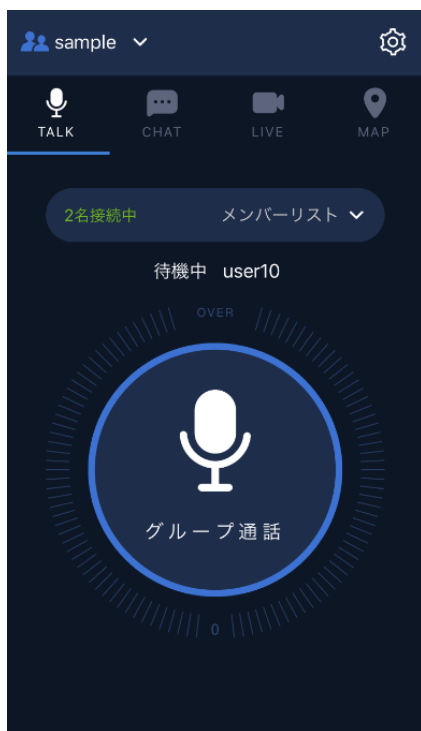 sample
TALK CHAT LIVE MAP
2名接続中 メンバーリスト
待機中 user10
OVER
グループ通話
0